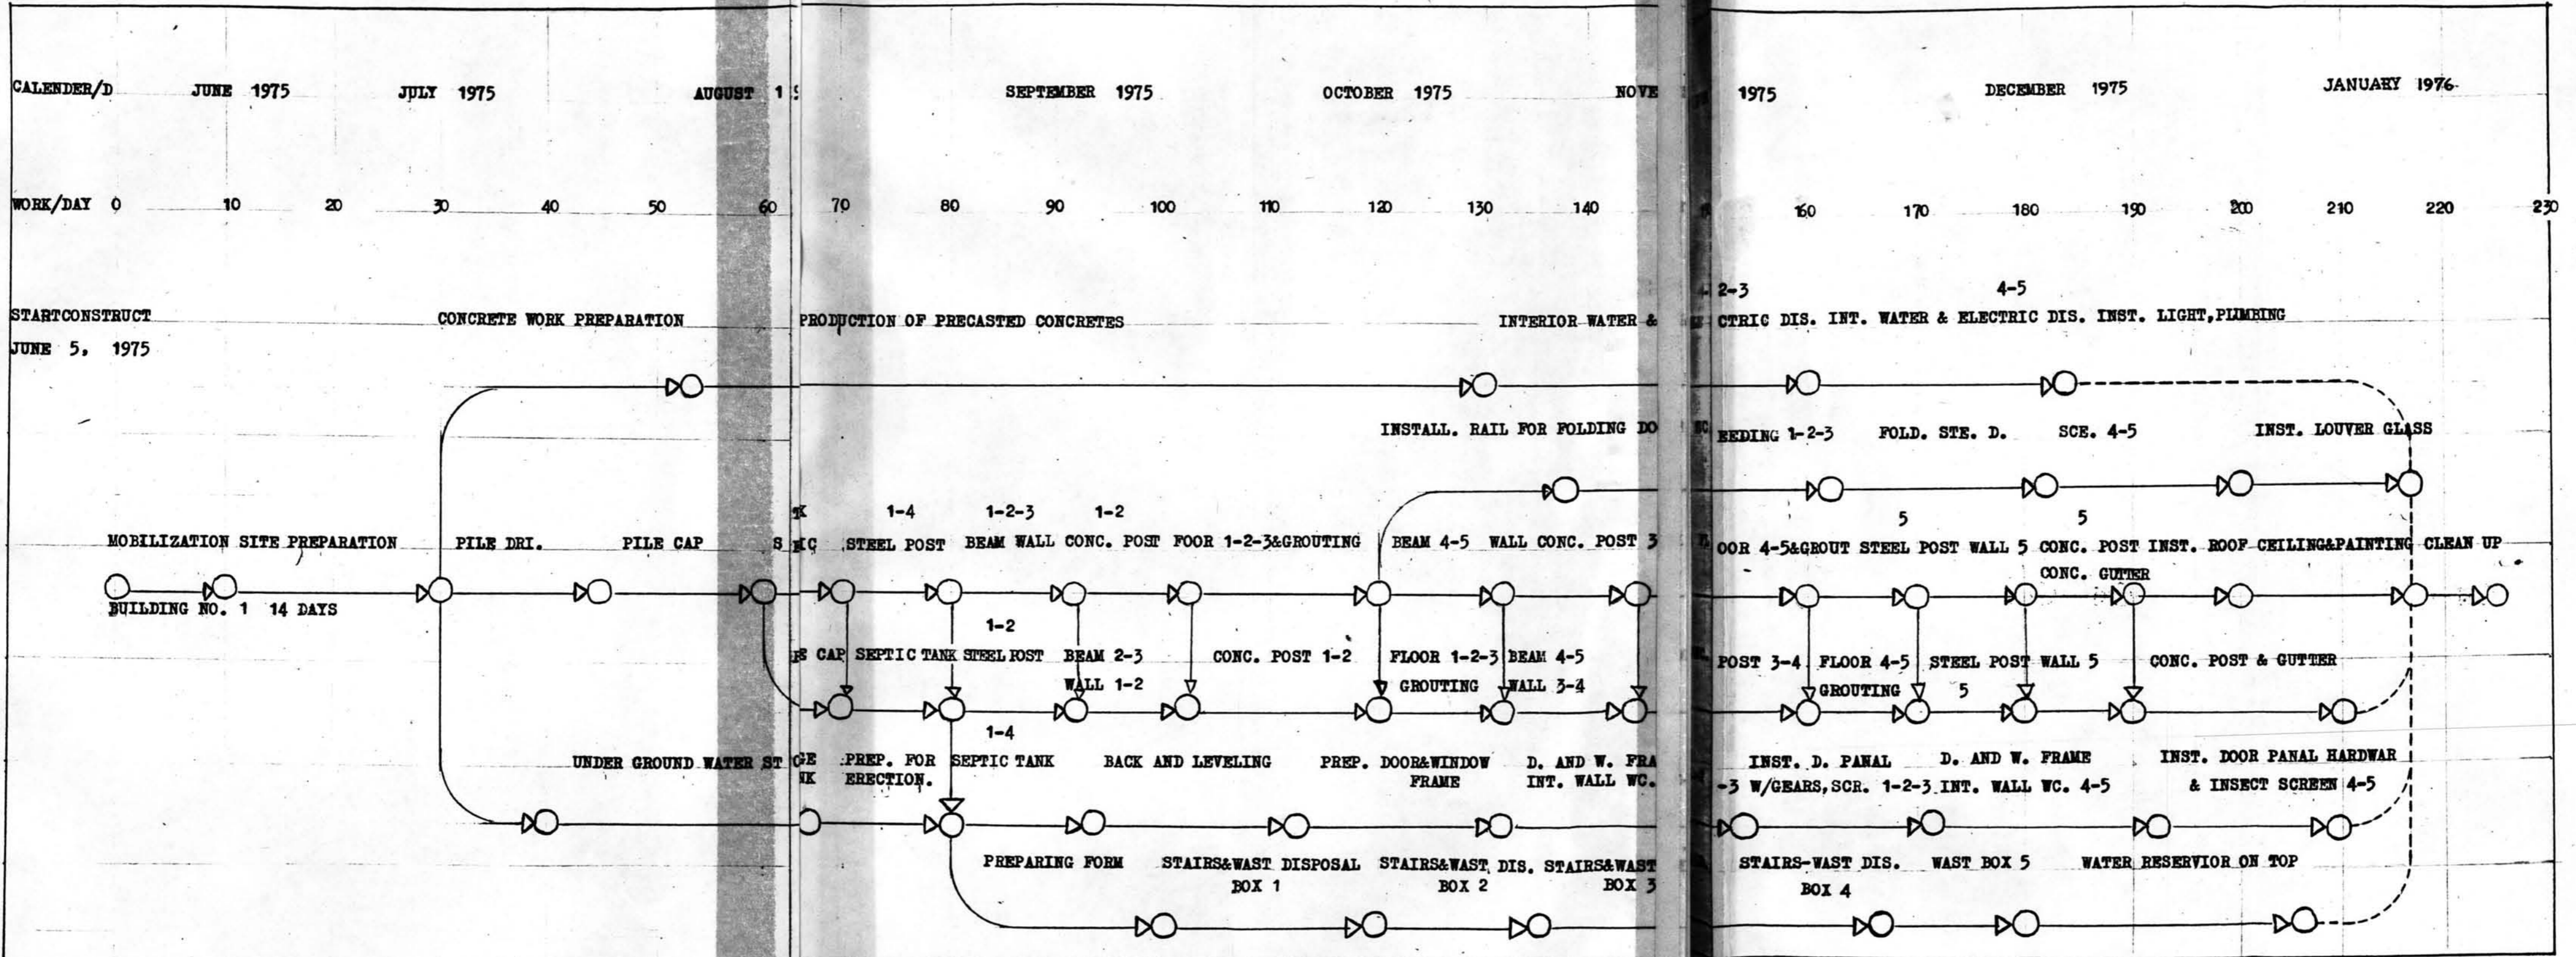 CALENDER/D JUNE 1975 JULY 1975 AUGUST 1 SEPTEMBER 1975 OCTOBER 1975 NOVE 1975 DECEMBER 1975 JANUARY 1976
WORK/DAY 0 10 20 30 40 50 60 70 80 90 100 110 120 130 140 160 170 180 190 200 210 220 230
2-3 4-5
STARTCONSTRUCT CONCRETE WORK PREPARATION PRODUCTION OF PRECASTED CONCRETES INTERIOR WATER & CTRIC DIS. INT. WATER & ELECTRIC DIS. INST. LIGHT, PLUMBING
JUNE 5, 1975
INSTALL. RAIL FOR FOLDING DO EEDING 1-2-3 FOLD. STE. D. SCE. 4-5 INST. LOUVER GLASS
1-4 1-2-3 1-2 5 5
MOBILIZATION SITE PREPARATION PILE DRI. PILE CAP S IC STEEL POST BEAM WALL CONC. POST FOOR 1-2-3&GROUTING BEAM 4-5 WALL CONC. POST 3 OOR 4-5&GROUT STEEL POST WALL 5 CONC. POST INST. ROOF CEILING&PAINTING CLEAN UP
CONC. GUTTER
BUILDING NO. 1 14 DAYS
1-2
E CAP SEPTIC TANK STEEL POST BEAM 2-3 CONC. POST 1-2 FLOOR 1-2-3 BEAM 4-5 POST 3-4 FLOOR 4-5 STEEL POST WALL 5 CONC. POST & GUTTER
WALL 1-2 GROUTING WALL 3-4 GROUTING 5
1-4
UNDER GROUND WATER ST GE PREP. FOR SEPTIC TANK BACK AND LEVELING PREP. DOOR&WINDOW D. AND W. FRA INST. D. PANAL D. AND W. FRAME INST. DOOR PANAL HARDWAR
NK ERECTION. FRAME INT. WALL WC. -3 W/GEARS, SCR. 1-2-3 INT. WALL WC. 4-5 & INSECT SCREEN 4-5
PREPARING FORM STAIRS&WAST DISPOSAL STAIRS&WAST DIS. STAIRS&WAST STAIRS-WAST DIS. WAST BOX 5 WATER RESERVIOR ON TOP
BOX 1 BOX 2 BOX 3 BOX 4